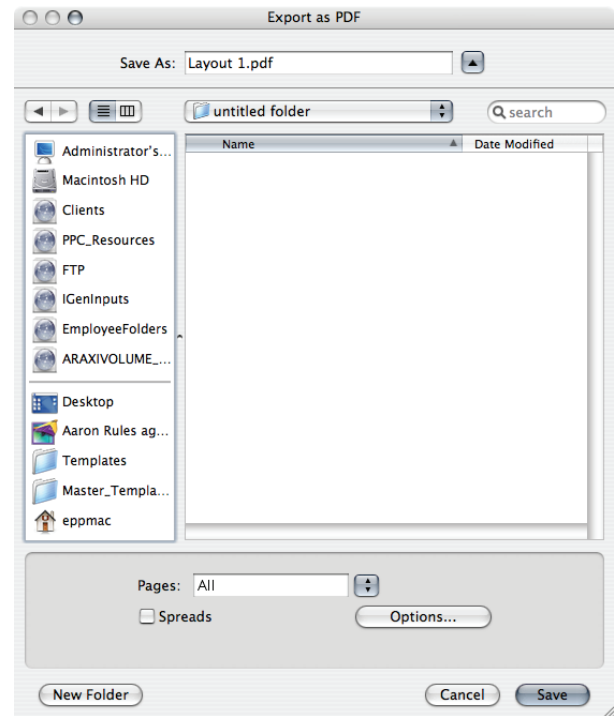 Export as PDF
Save As: Layout 1.pdf
untitled folder
search
Name Date Modified
Administrator's...
Macintosh HD
Clients
PPC_Resources
FTP
IGenInputs
EmployeeFolders
ARAXIVOLUME_...
Desktop
Aaron Rules ag...
Templates
Master_Templa...
eppmac
Pages: All
Spreads Options...
New Folder Cancel Save